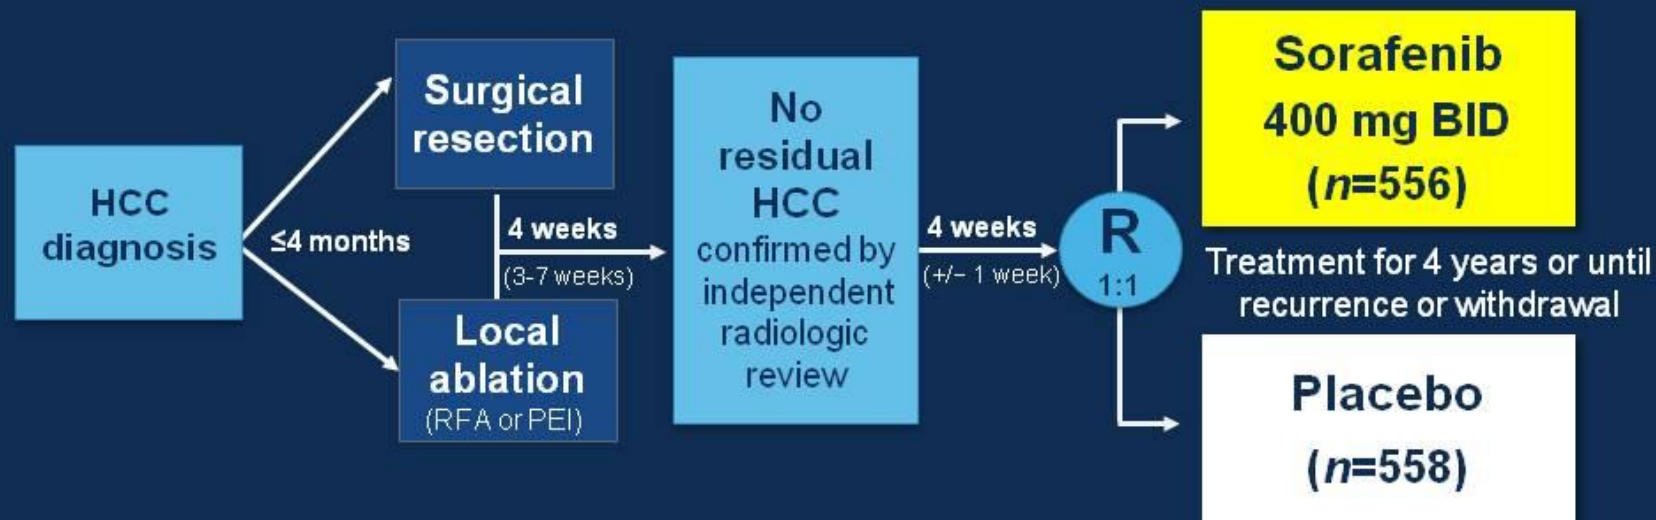 HCC
diagnosis
≤4 months
Surgical
resection
Local
ablation
(RFA or PEI)
4 weeks
(3-7 weeks)
No
residual
HCC
confirmed by
independent
radiologic
review
4 weeks
(+/− 1 week)
R
1:1
Sorafenib
400 mg BID
(n=556)
Treatment for 4 years or until
recurrence or withdrawal
Placebo
(n=558)